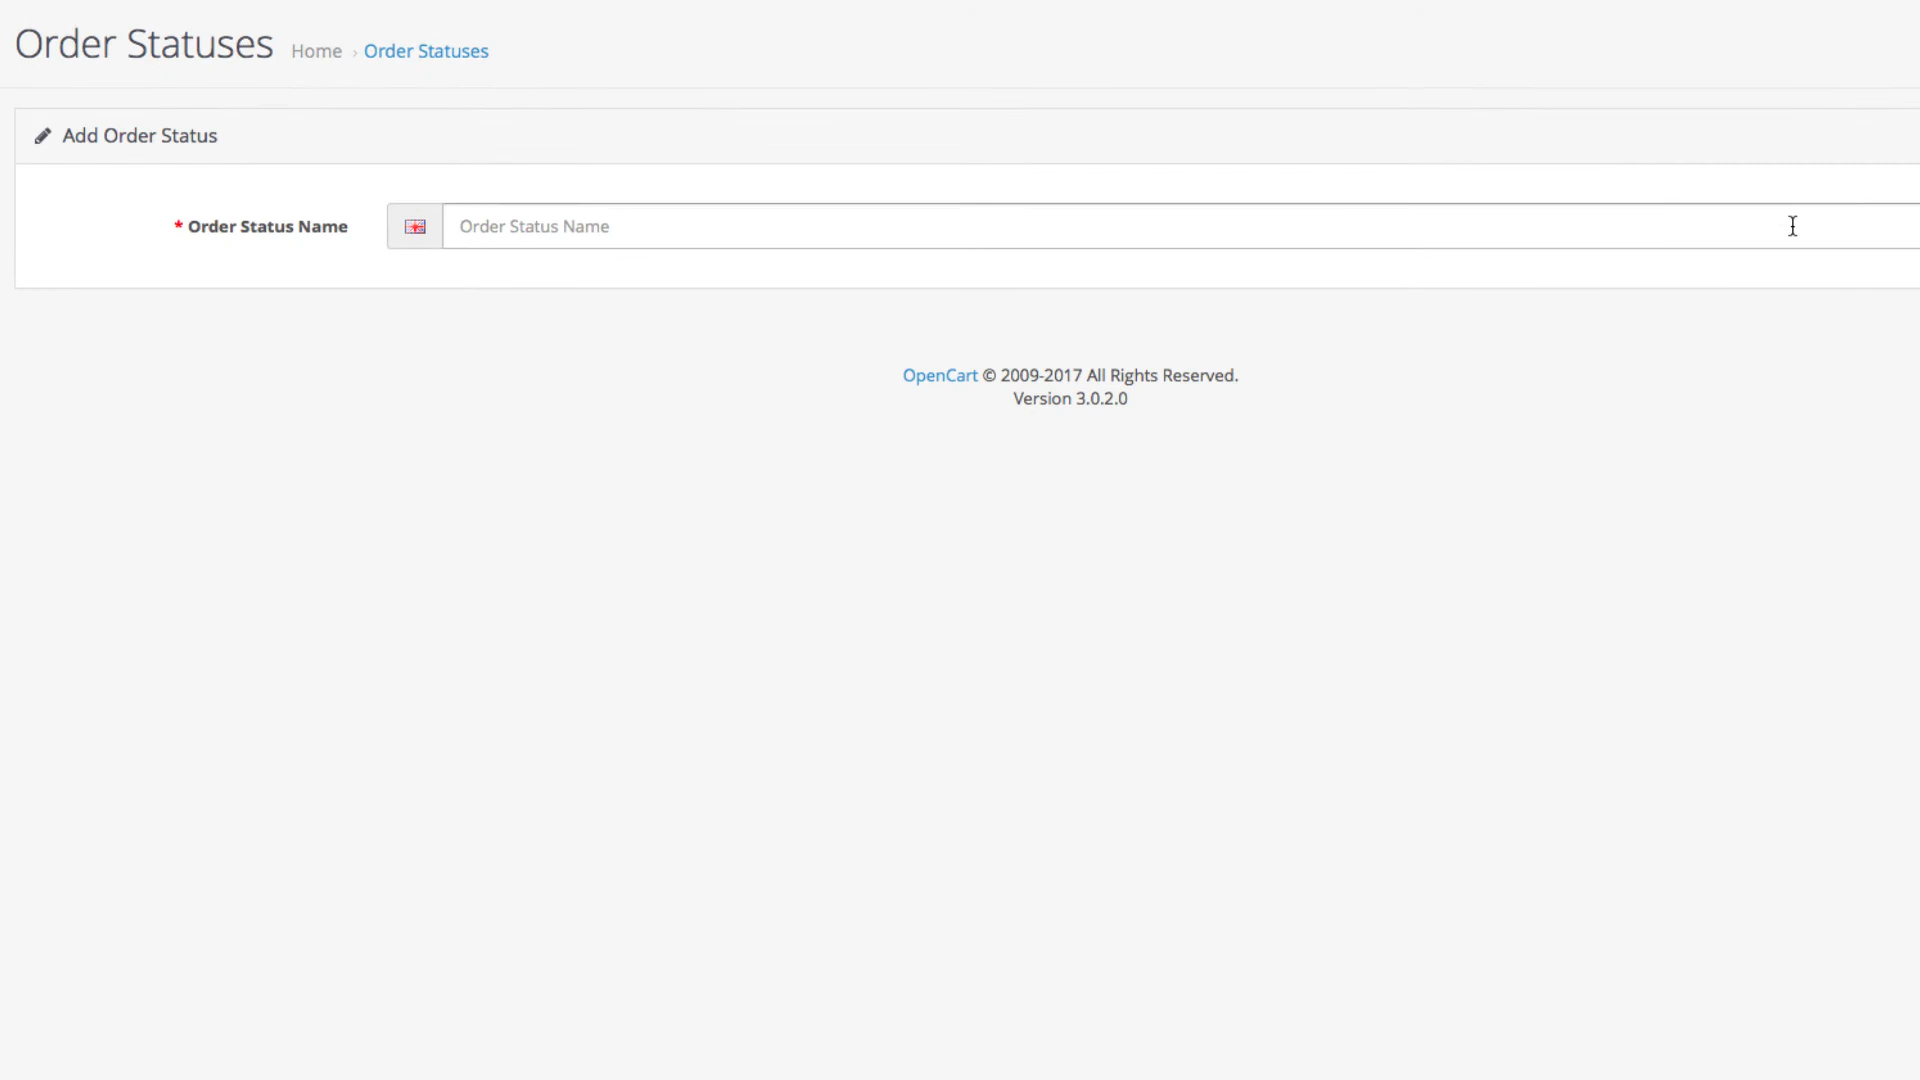 Order Statuses Home › Order Statuses
Add Order Status
* Order Status Name Order Status Name
OpenCart © 2009-2017 All Rights Reserved.
Version 3.0.2.0